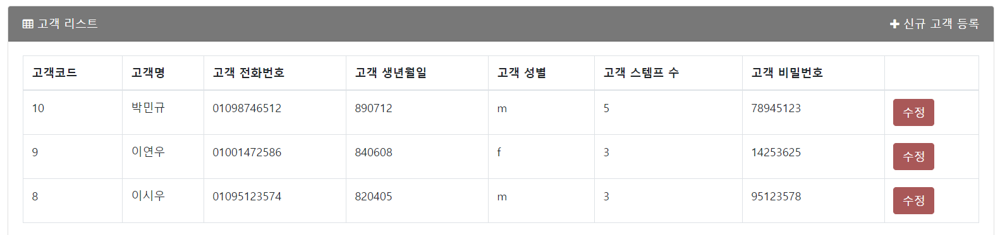 고객 리스트 신규 고객 등록
고객코드 고객명 고객 전화번호 고객 생년월일 고객 성별 고객 스템프 수 고객 비밀번호
10 박민규 01098746512 890712 m 5 78945123 수정
9 이연우 01001472586 840608 f 3 14253625 수정
8 이시우 01095123574 820405 m 3 95123578 수정